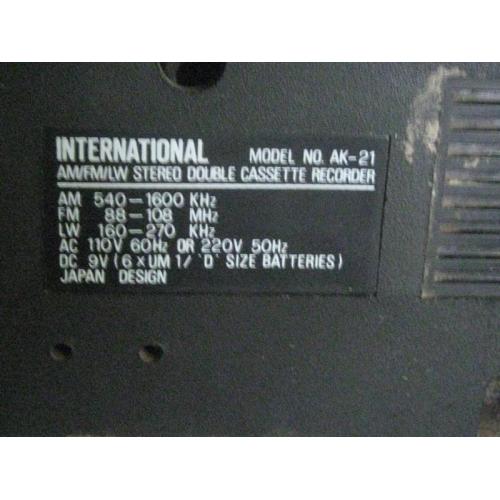 INTERNATIONAL MODEL NO. AK-21
AM/FM/LW STEREO DOUBLE CASSETTE RECORDER
AM 540-1600 KHz
FM 88-108 MHz
LW 160-270 KHz
AC 110V 60Hz OR 220V 50Hz
DC 9V (6 x UM 1/ 'D' SIZE BATTERIES)
JAPAN DESIGN